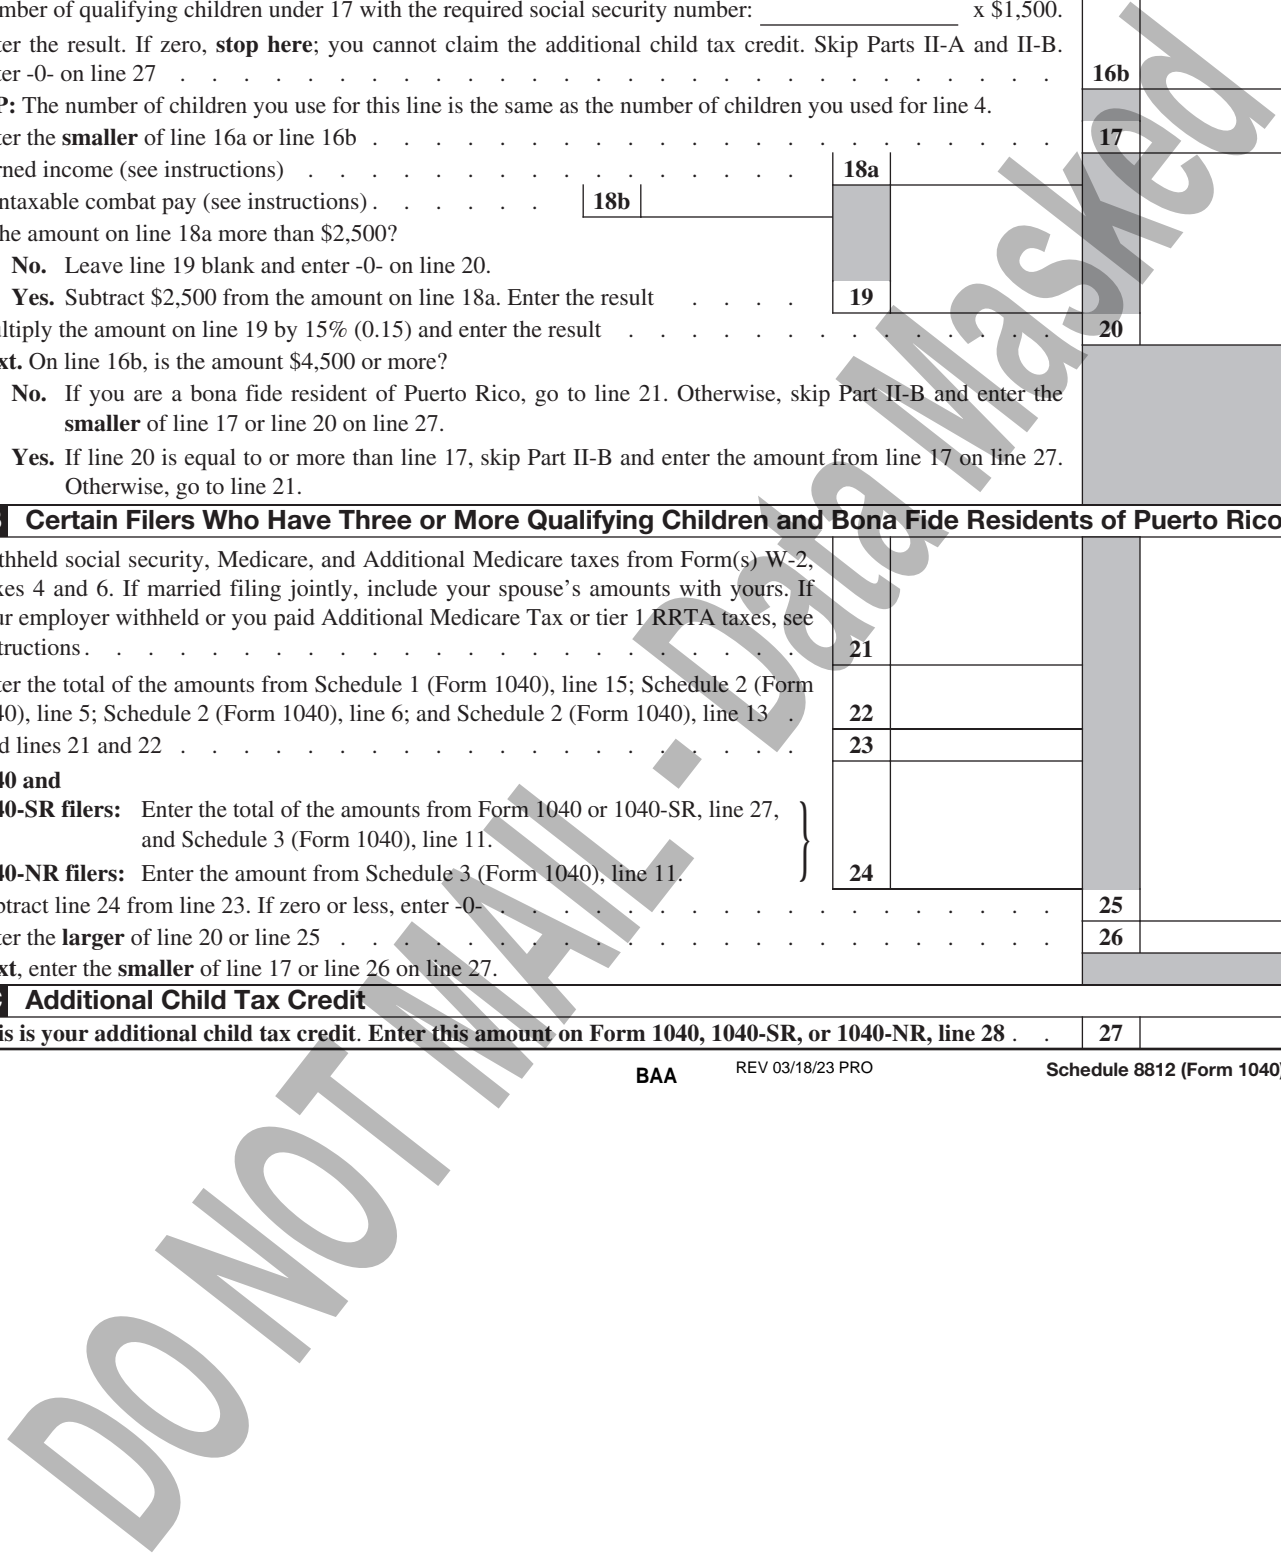 mber of qualifying children under 17 with the required social security number: x $1,500.
ter the result. If zero, stop here; you cannot claim the additional child tax credit. Skip Parts II-A and II-B.
ter -0- on line 27 . . . . . . . . . . . . . . . . . . . . . . . . . . . . 16b
P: The number of children you use for this line is the same as the number of children you used for line 4.
ter the smaller of line 16a or line 16b . . . . . . . . . . . . . . . . . . . . . . 17
rned income (see instructions) . . . . . . . . . . . . . . . . 18a
ntaxable combat pay (see instructions) . . . . . . 18b
he amount on line 18a more than $2,500?
No. Leave line 19 blank and enter -0- on line 20.
Yes. Subtract $2,500 from the amount on line 18a. Enter the result . . . . 19
ltiply the amount on line 19 by 15% (0.15) and enter the result . . . . . . . . . . . . . . 20
xt. On line 16b, is the amount $4,500 or more?
No. If you are a bona fide resident of Puerto Rico, go to line 21. Otherwise, skip Part II-B and enter the
smaller of line 17 or line 20 on line 27.
Yes. If line 20 is equal to or more than line 17, skip Part II-B and enter the amount from line 17 on line 27.
Otherwise, go to line 21.
Certain Filers Who Have Three or More Qualifying Children and Bona Fide Residents of Puerto Rico
thheld social security, Medicare, and Additional Medicare taxes from Form(s) W-2,
xes 4 and 6. If married filing jointly, include your spouse’s amounts with yours. If
ur employer withheld or you paid Additional Medicare Tax or tier 1 RRTA taxes, see
tructions . . . . . . . . . . . . . . . . . . . . . . . 21
ter the total of the amounts from Schedule 1 (Form 1040), line 15; Schedule 2 (Form
40), line 5; Schedule 2 (Form 1040), line 6; and Schedule 2 (Form 1040), line 13 . 22
d lines 21 and 22 . . . . . . . . . . . . . . . . . . . . 23
40 and
40-SR filers: Enter the total of the amounts from Form 1040 or 1040-SR, line 27,
and Schedule 3 (Form 1040), line 11.
40-NR filers: Enter the amount from Schedule 3 (Form 1040), line 11. } 24
btract line 24 from line 23. If zero or less, enter -0- . . . . . . . . . . . . . . . . . . 25
ter the larger of line 20 or line 25 . . . . . . . . . . . . . . . . . . . . . . . 26
xt, enter the smaller of line 17 or line 26 on line 27.
Additional Child Tax Credit
is is your additional child tax credit. Enter this amount on Form 1040, 1040-SR, or 1040-NR, line 28 . . 27
BAA REV 03/18/23 PRO Schedule 8812 (Form 1040)
DO NOT MAIL - Data Masked